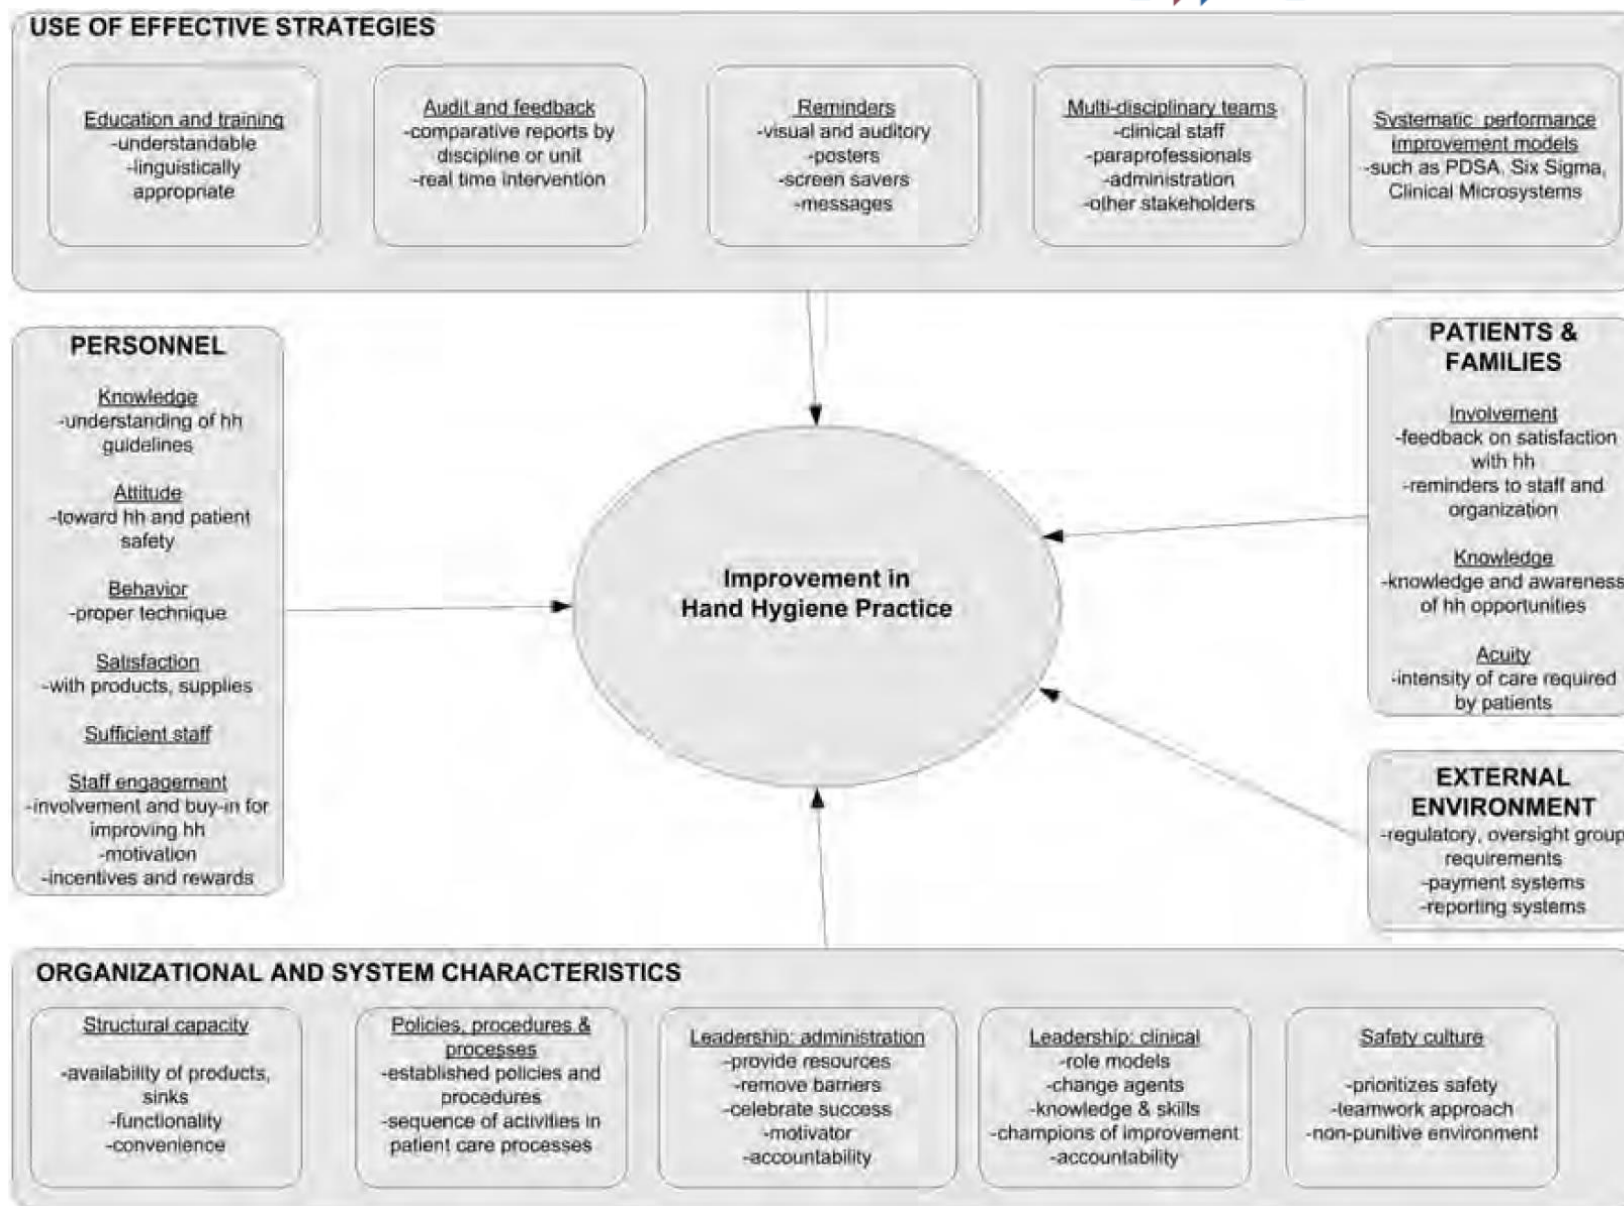 USE OF EFFECTIVE STRATEGIES
Education and training
-understandable
-linguistically
appropriate
Audit and feedback
-comparative reports by
discipline or unit
-real time intervention
Reminders
-visual and auditory
-posters
-screen savers
-messages
Multi-disciplinary teams
-clinical staff
-paraprofessionals
-administration
-other stakeholders
Systematic performance
improvement models
-such as PDSA, Six Sigma,
Clinical Microsystems
PERSONNEL
Knowledge
-understanding of hh
guidelines
Attitude
-toward hh and patient
safety
Behavior
-proper technique
Satisfaction
-with products, supplies
Sufficient staff
Staff engagement
-involvement and buy-in for
improving hh
-motivation
-incentives and rewards
Improvement in
Hand Hygiene Practice
PATIENTS &
FAMILIES
Involvement
-feedback on satisfaction
with hh
-reminders to staff and
organization
Knowledge
-knowledge and awareness
of hh opportunities
Acuity
-intensity of care required
by patients
EXTERNAL
ENVIRONMENT
-regulatory, oversight group
requirements
-payment systems
-reporting systems
ORGANIZATIONAL AND SYSTEM CHARACTERISTICS
Structural capacity
-availability of products,
sinks
-functionality
-convenience
Policies, procedures &
processes
-established policies and
procedures
-sequence of activities in
patient care processes
Leadership: administration
-provide resources
-remove barriers
-celebrate success
-motivator
-accountability
Leadership: clinical
-role models
-change agents
-knowledge & skills
-champions of improvement
-accountability
Safety culture
-prioritizes safety
-teamwork approach
-non-punitive environment